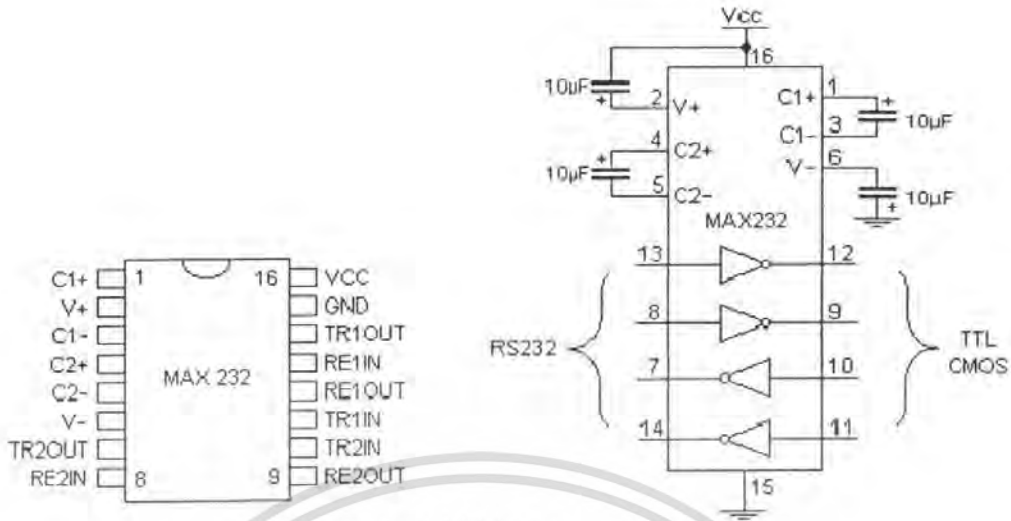 C1+
V+
C1-
C2+
C2-
V-
TR2OUT
RE2IN
1
8
MAX 232
16
9
VCC
GND
TR1OUT
RE1IN
RE1OUT
TR1IN
TR2IN
RE2OUT
Vcc
16
10µF
+
2
V+
4
C2+
10µF
+
5
C2-
C1+
1
+
10µF
C1-
3
V-
6
+
10µF
MAX232
13
12
8
9
RS232
7
10
TTL
CMOS
14
11
15